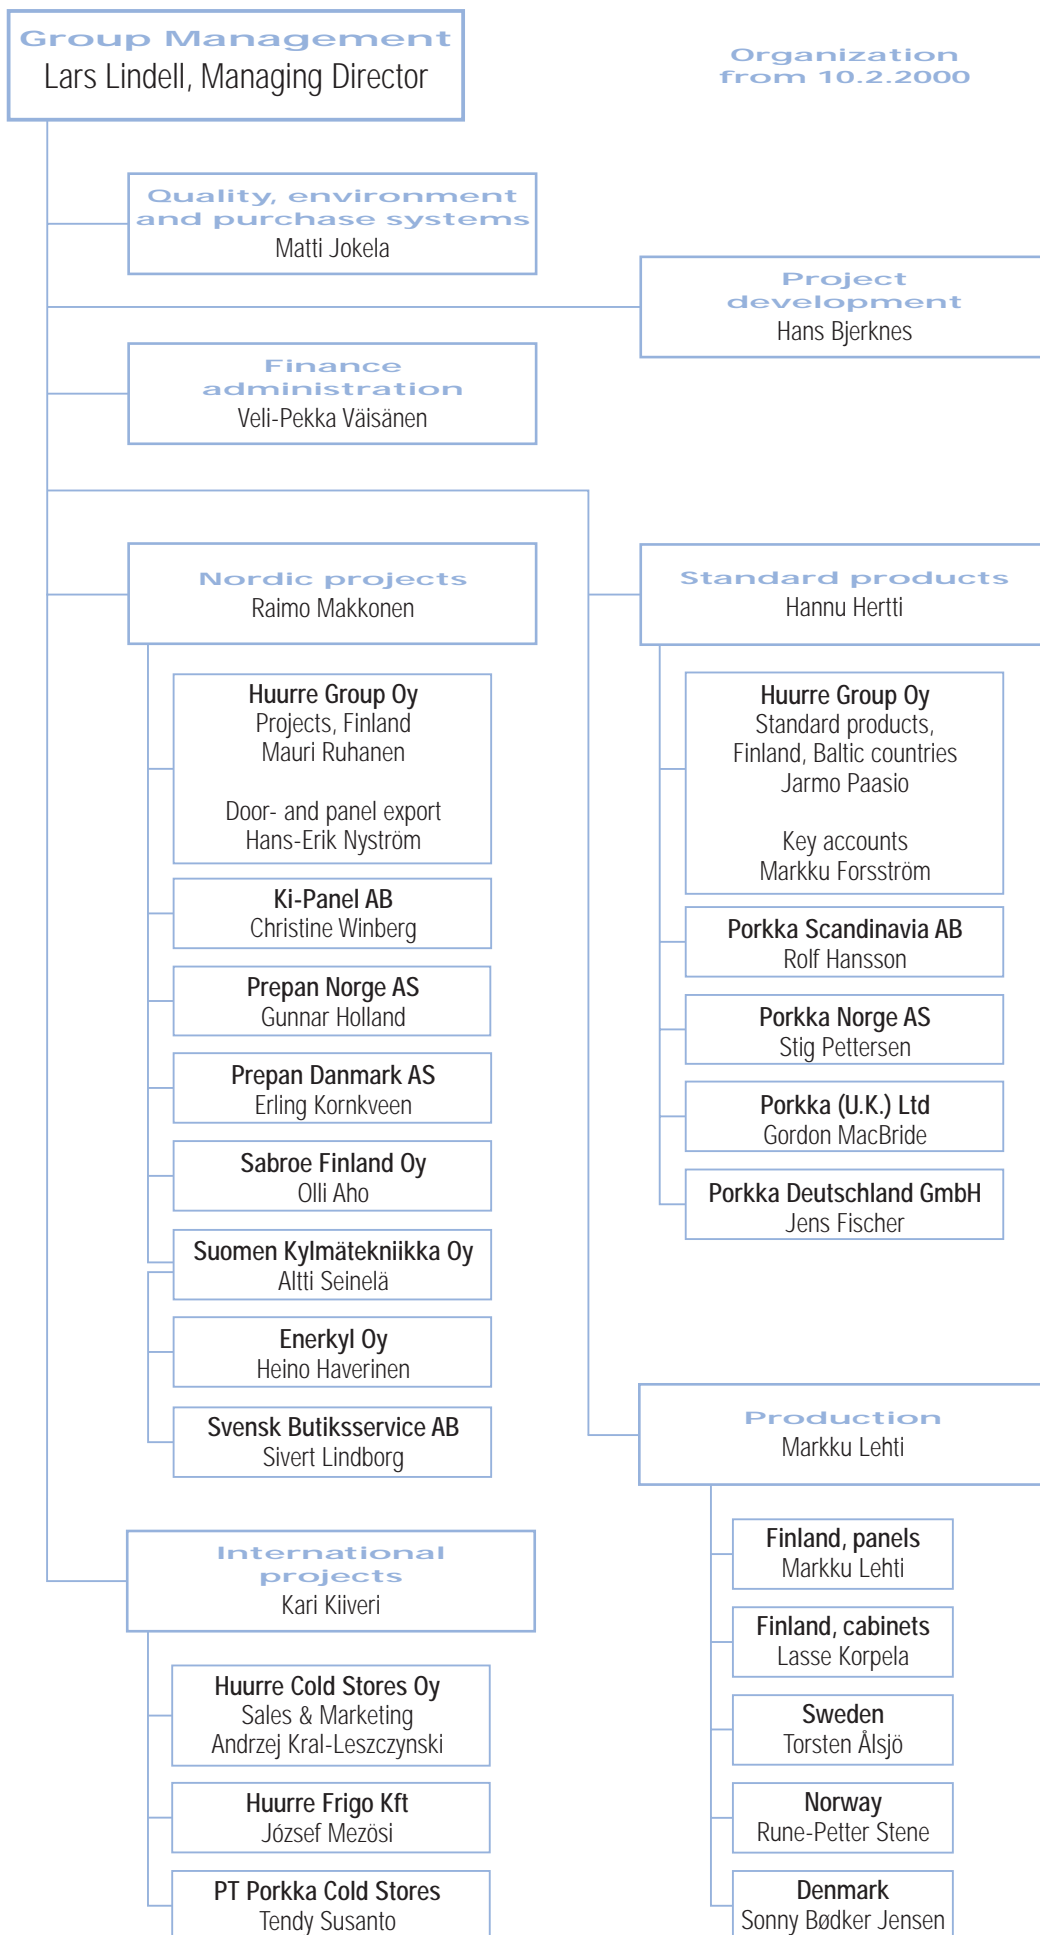 Group Management
Lars Lindell, Managing Director
Organization
from 10.2.2000
Quality, environment
and purchase systems
Matti Jokela
Project
development
Hans Bjerknes
Finance
administration
Veli-Pekka Väisänen
Nordic projects
Raimo Makkonen
Huurre Group Oy
Projects, Finland
Mauri Ruhanen
Door- and panel export
Hans-Erik Nyström
Ki-Panel AB
Christine Winberg
Prepan Norge AS
Gunnar Holland
Prepan Danmark AS
Erling Kornkveen
Sabroe Finland Oy
Olli Aho
Suomen Kylmätekniikka Oy
Altti Seinelä
Enerkyl Oy
Heino Haverinen
Svensk Butiksservice AB
Sivert Lindborg
Standard products
Hannu Hertti
Huurre Group Oy
Standard products,
Finland, Baltic countries
Jarmo Paasio
Key accounts
Markku Forsström
Porkka Scandinavia AB
Rolf Hansson
Porkka Norge AS
Stig Pettersen
Porkka (U.K.) Ltd
Gordon MacBride
Porkka Deutschland GmbH
Jens Fischer
International
projects
Kari Kiiveri
Huurre Cold Stores Oy
Sales & Marketing
Andrzej Kral-Leszczynski
Huurre Frigo Kft
József Mezösi
PT Porkka Cold Stores
Tendy Susanto
Production
Markku Lehti
Finland, panels
Markku Lehti
Finland, cabinets
Lasse Korpela
Sweden
Torsten Ålsjö
Norway
Rune-Petter Stene
Denmark
Sonny Bødker Jensen